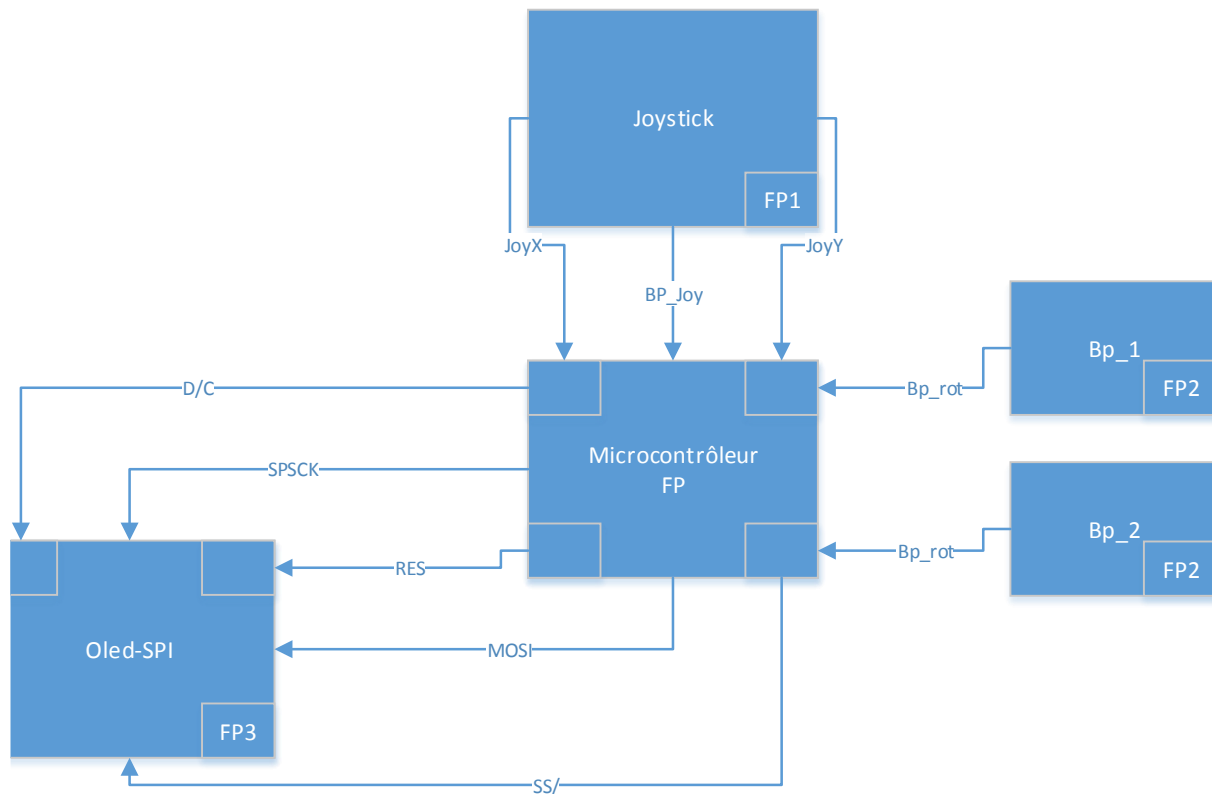 Joystick
FP1
JoyX
JoyY
BP_Joy
Bp_1
FP2
Bp_rot
D/C
Microcontrôleur
FP
SPSCK
Bp_2
FP2
Bp_rot
RES
Oled-SPI
MOSI
FP3
SS/